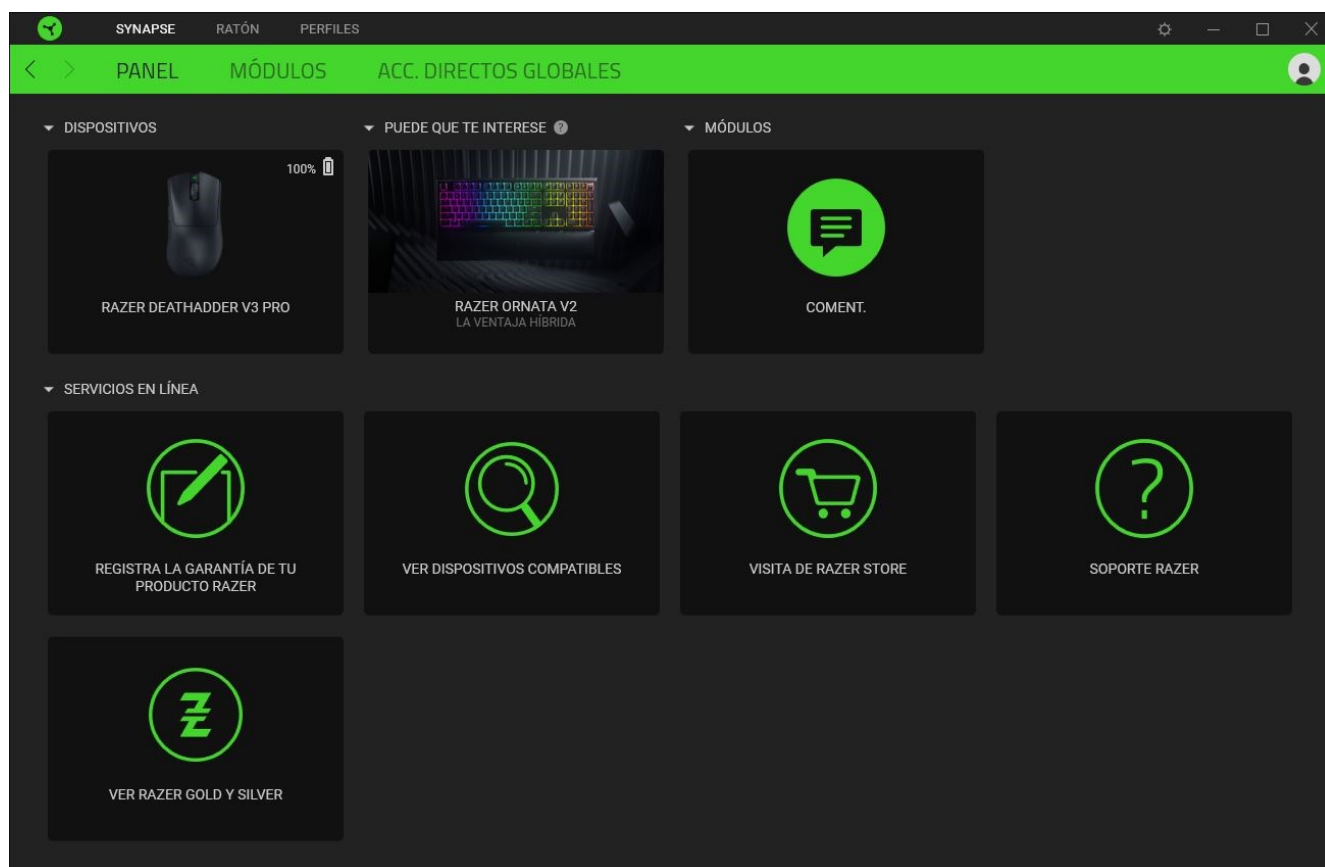 SYNAPSE RATÓN PERFILES
PANEL MÓDULOS ACC. DIRECTOS GLOBALES
DISPOSITIVOS
100%
RAZER DEATHADDER V3 PRO
PUEDE QUE TE INTERESE ?
RAZER ORNATA V2
LA VENTAJA HÍBRIDA
MÓDULOS
COMENT.
SERVICIOS EN LÍNEA
REGISTRA LA GARANTÍA DE TU
PRODUCTO RAZER
VER DISPOSITIVOS COMPATIBLES
VISITA DE RAZER STORE
SOPORTE RAZER
VER RAZER GOLD Y SILVER